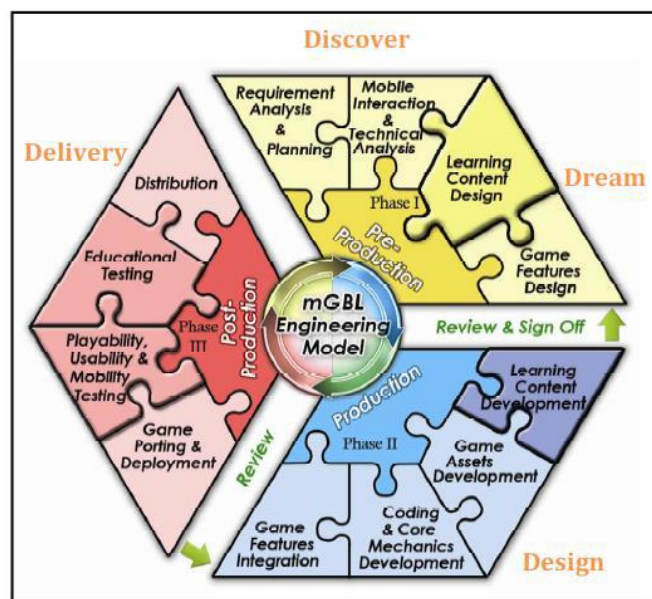 Discover
Requirement
Analysis
&
Planning
Mobile
Interaction
&
Technical
Analysis
Learning
Content
Design
Dream
Game
Features
Design
Phase I
Pre-
Production
Delivery
Distribution
Educational
Testing
Playability,
Usability &
Mobility
Testing
Game
Porting &
Deployment
Phase
III
Post-
Production
mGBL
Engineering
Model
Review & Sign Off
Production
Phase II
Learning
Content
Development
Game
Assets
Development
Coding
& Core
Mechanics
Development
Game
Features
Integration
Review
Design